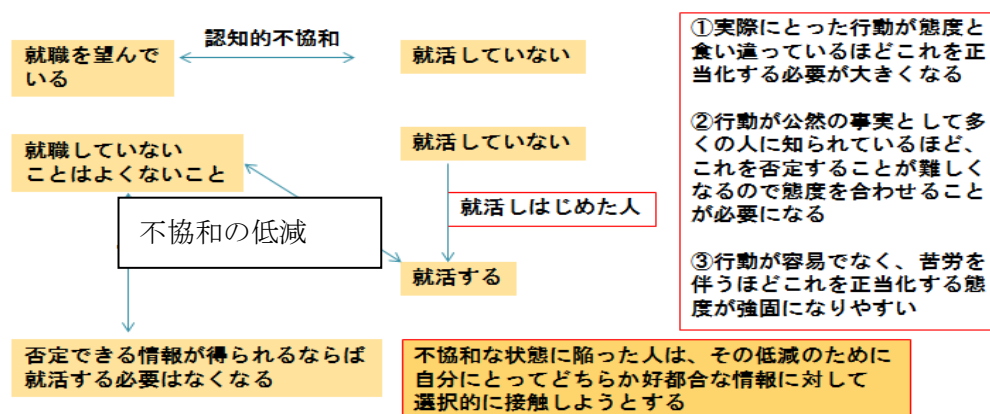 認知的不協和
就職を望んで
いる
就活していない
就職していない
ことはよくないこと
就活していない
就活しはじめた人
不協和の低減
就活する
否定できる情報が得られるならば
就活する必要はなくなる
不協和な状態に陥った人は、その低減のために
自分にとってどちらか好都合な情報に対して
選択的に接触しようとする
①実際にとった行動が態度と
食い違っているほどこれを正
当化する必要が大きくなる
②行動が公然の事実として多
くの人に知られているほど、
これを否定することが難しく
なるので態度を合わせること
が必要になる
③行動が容易でなく、苦労を
伴うほどこれを正当化する態
度が強固になりやすい